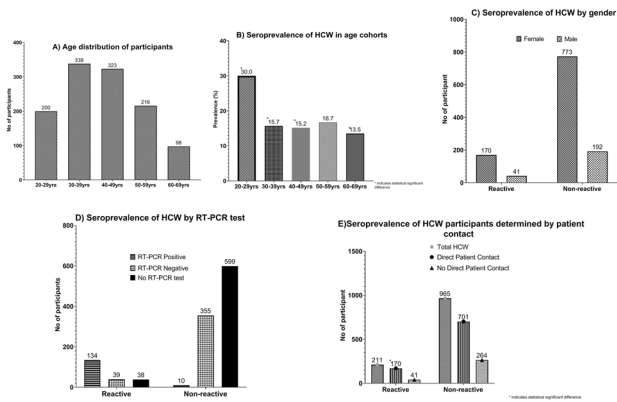 A) Age distribution of participants
No of participants
400
300
200
100
0
200
338
323
216
98
20-29yrs 30-39yrs 40-49yrs 50-59yrs 60-69yrs
B) Seroprevalence of HCW in age cohorts
Prevalence (%)
40
30
20
10
0
*30.0
*15.7
*15.2
16.7
*13.5
20-29yrs 30-39yrs 40-49yrs 50-59yrs 60-69yrs
* indicates statistical significant
difference
C) Seroprevalence of HCW by gender
Female Male
No of participant
1000
800
600
400
200
0
170
41
773
192
Reactive Non-reactive
D) Seroprevalence of HCW by RT-PCR test
RT-PCR Positive
RT-PCR Negative
No RT-PCR test
No of participants
800
600
400
200
0
134
39
38
10
355
599
Reactive Non-reactive
E)Seroprevalence of HCW participants determined by patient
contact
Total HCW
Direct Patient Contact
No Direct Patient Contact
No of participant
1500
1000
500
0
211
*170
41
965
701
264
Reactive Non-reactive
* indicates statistical significant difference